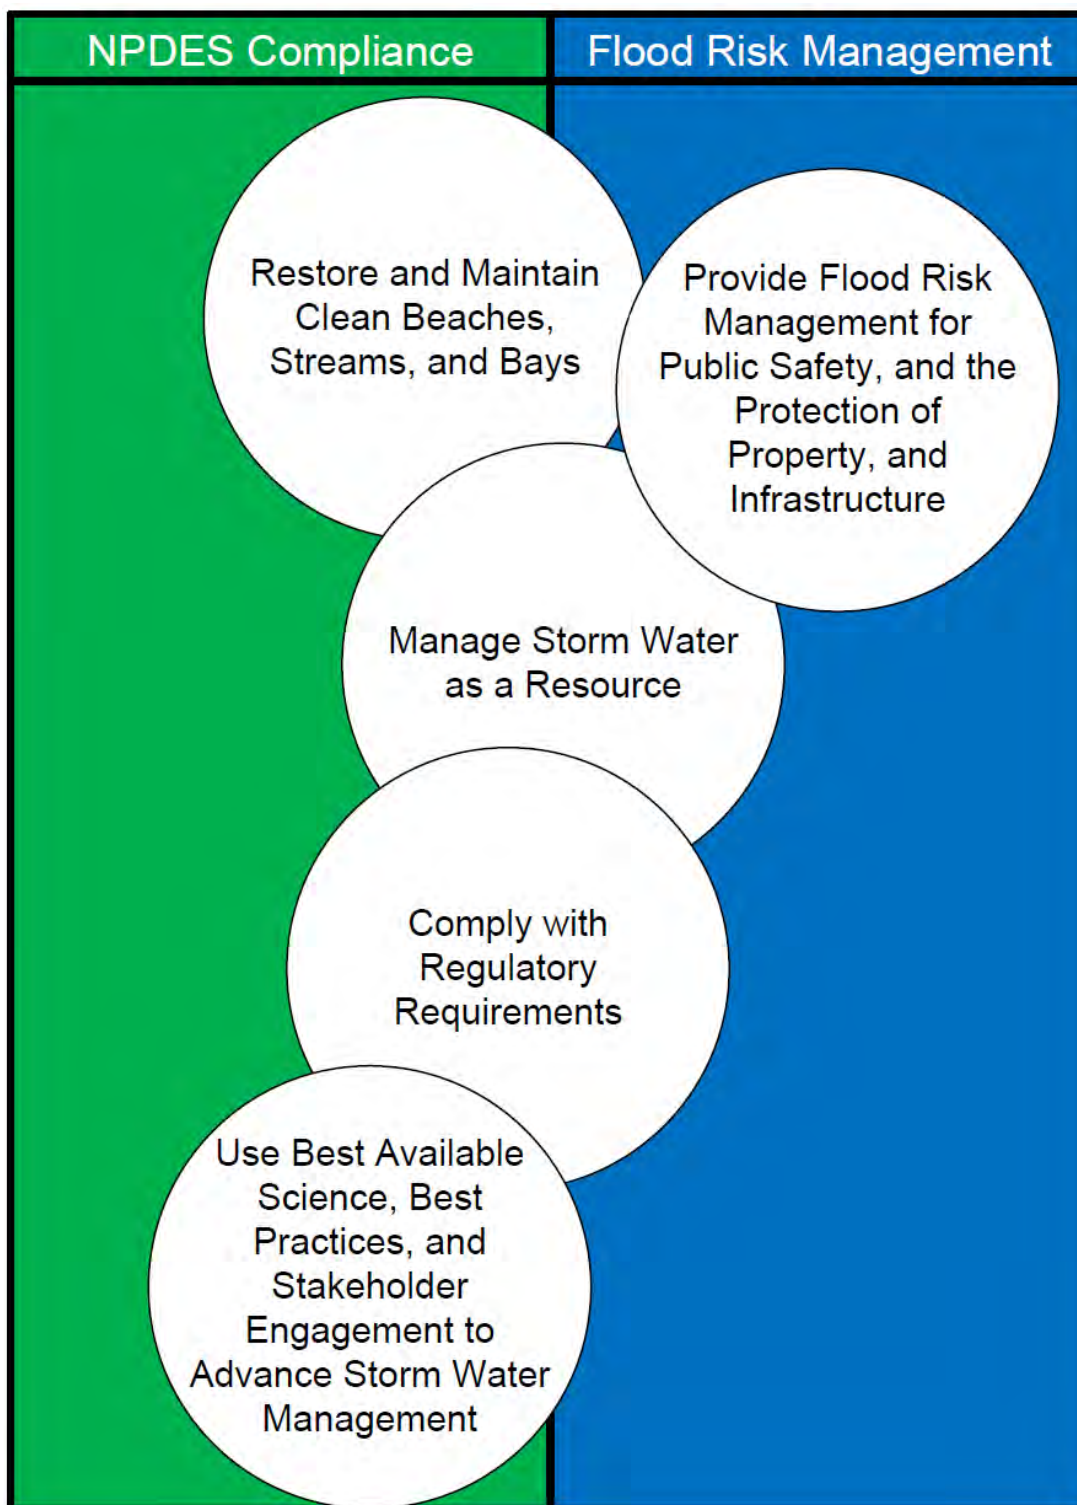 NPDES Compliance
Flood Risk Management
Restore and Maintain
Clean Beaches,
Streams, and Bays
Provide Flood Risk
Management for
Public Safety, and the
Protection of
Property, and
Infrastructure
Manage Storm Water
as a Resource
Comply with
Regulatory
Requirements
Use Best Available
Science, Best
Practices, and
Stakeholder
Engagement to
Advance Storm Water
Management